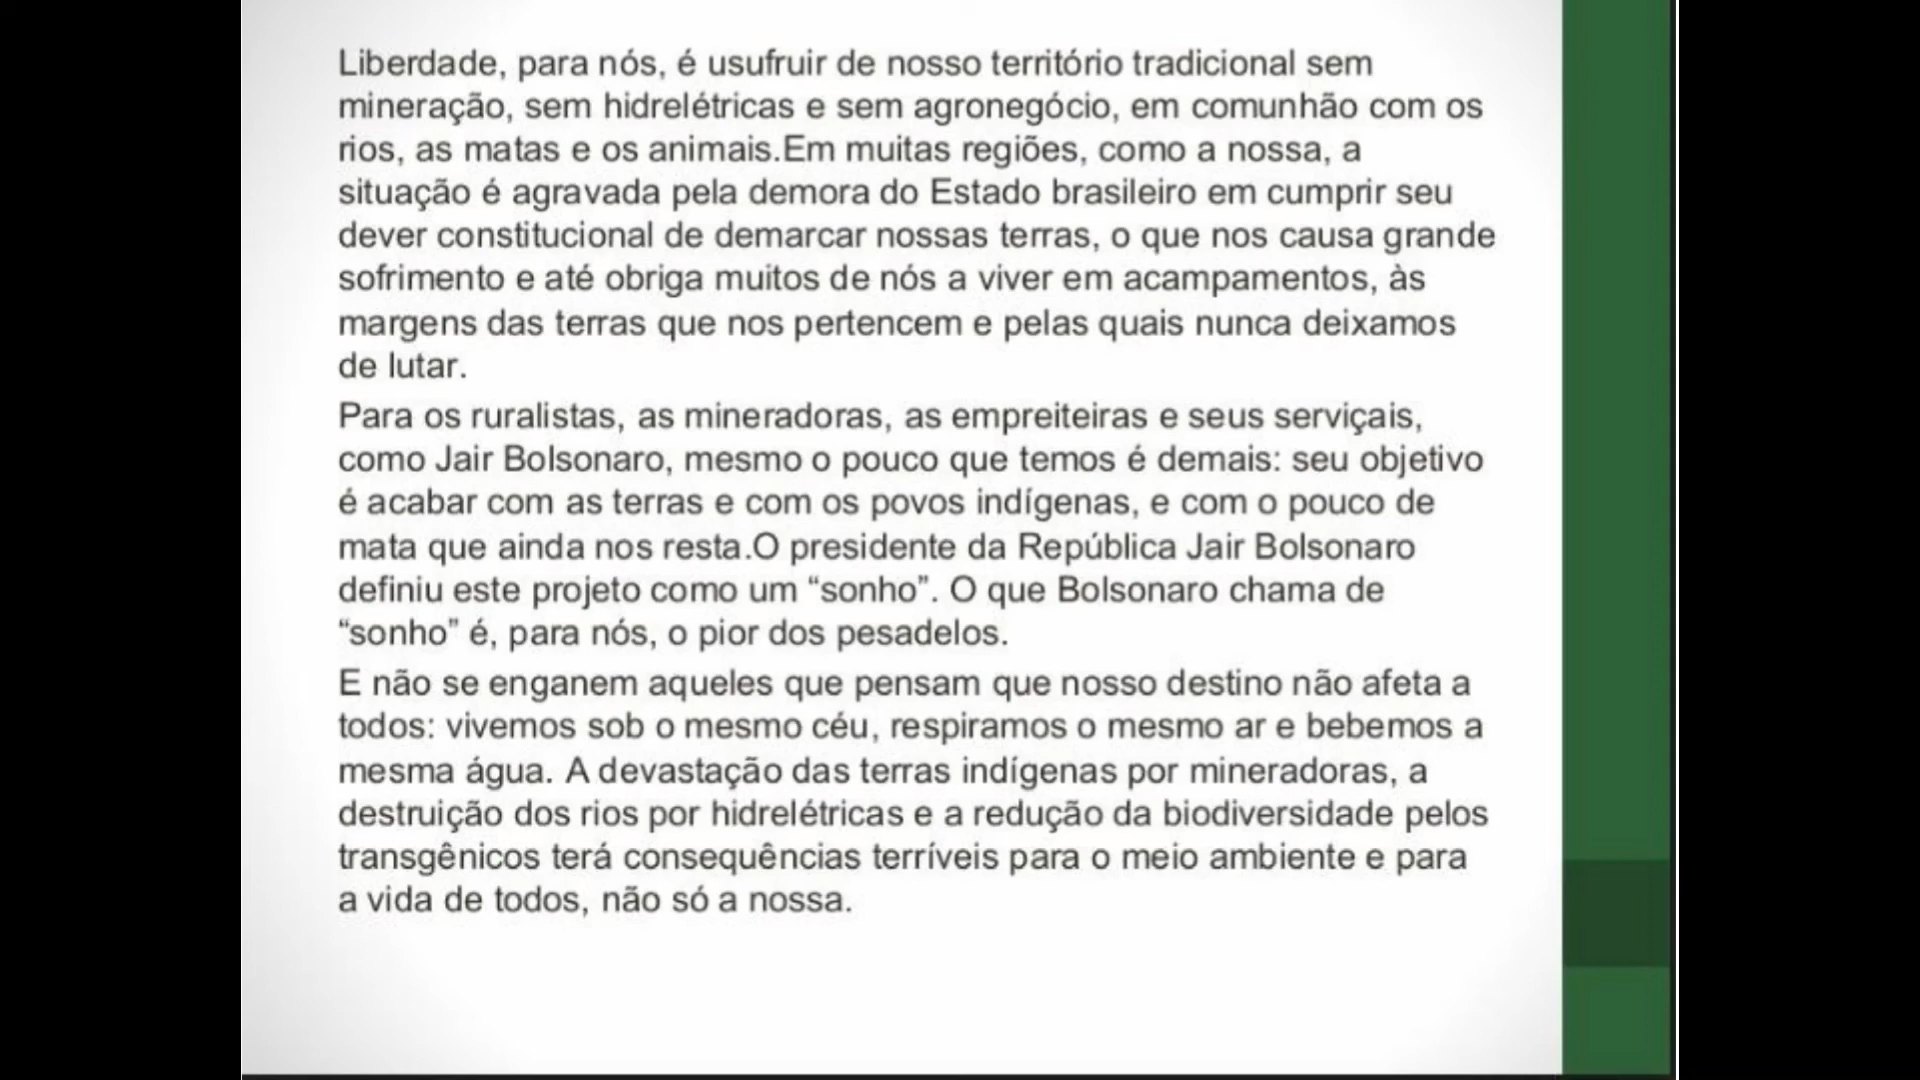 Liberdade, para nós, é usufruir de nosso território tradicional sem
mineração, sem hidrelétricas e sem agronegócio, em comunhão com os
rios, as matas e os animais.Em muitas regiões, como a nossa, a
situação é agravada pela demora do Estado brasileiro em cumprir seu
dever constitucional de demarcar nossas terras, o que nos causa grande
sofrimento e até obriga muitos de nós a viver em acampamentos, às
margens das terras que nos pertencem e pelas quais nunca deixamos
de lutar.
Para os ruralistas, as mineradoras, as empreiteiras e seus serviçais,
como Jair Bolsonaro, mesmo o pouco que temos é demais: seu objetivo
é acabar com as terras e com os povos indígenas, e com o pouco de
mata que ainda nos resta.O presidente da República Jair Bolsonaro
definiu este projeto como um “sonho”. O que Bolsonaro chama de
“sonho” é, para nós, o pior dos pesadelos.
E não se enganem aqueles que pensam que nosso destino não afeta a
todos: vivemos sob o mesmo céu, respiramos o mesmo ar e bebemos a
mesma água. A devastação das terras indígenas por mineradoras, a
destruição dos rios por hidrelétricas e a redução da biodiversidade pelos
transgênicos terá consequências terríveis para o meio ambiente e para
a vida de todos, não só a nossa.